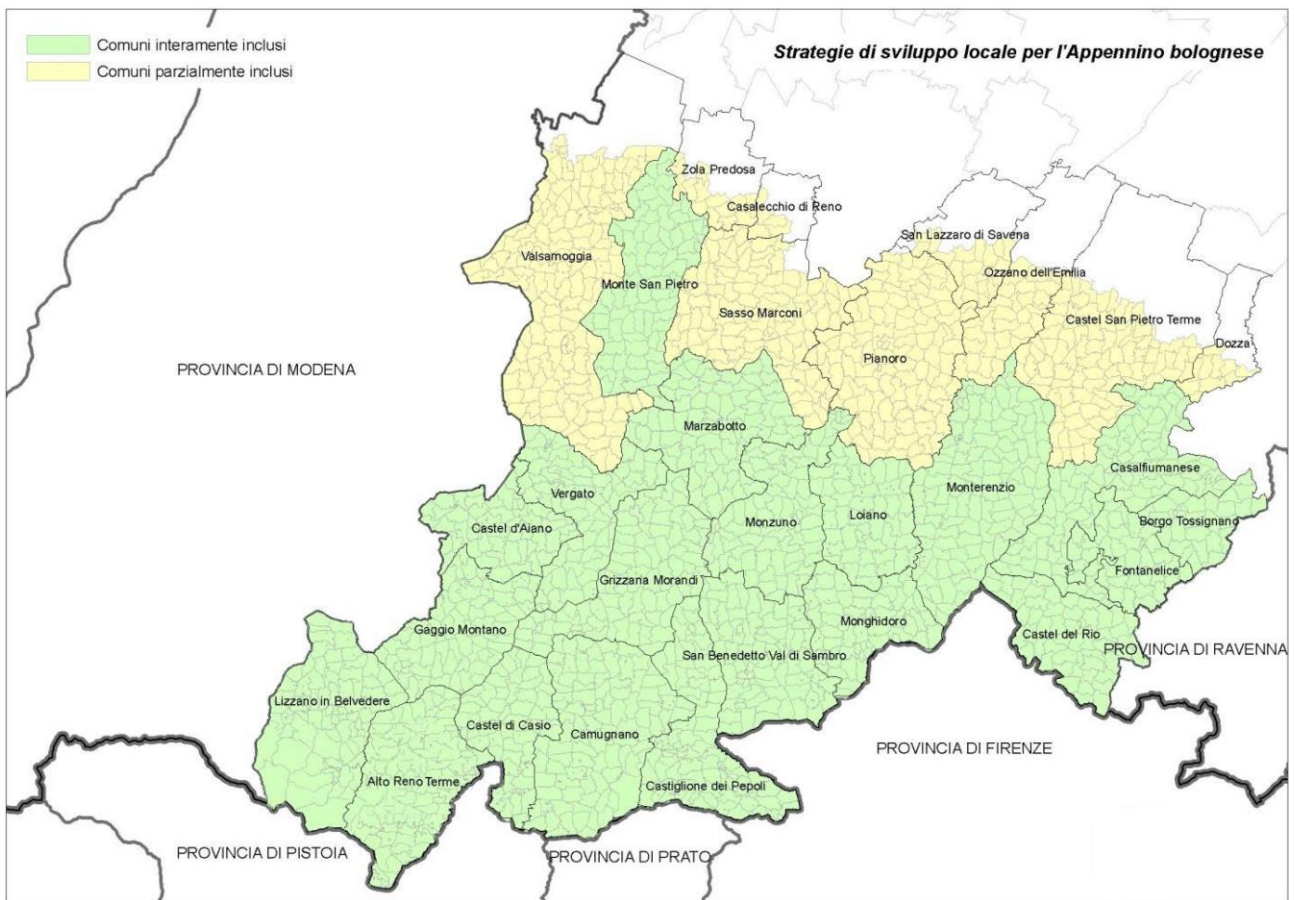 Comuni interamente inclusi
Comuni parzialmente inclusi
Strategie di sviluppo locale per l'Appennino bolognese
Zola Predosa
Casalecchio di Reno
San Lazzaro di Savena
Valsamoggia
Ozzano dell'Emilia
Monte San Pietro
Sasso Marconi
Castel San Pietro Terme
Dozza
Pianoro
PROVINCIA DI MODENA
Marzabotto
Casalfiumanese
Vergato
Monterenzio
Castel d'Aiano
Monzuno
Loiano
Borgo Tossignano
Fontanelice
Grizzana Morandi
Monghidoro
Gaggio Montano
Castel del Rio
PROVINCIA DI RAVENNA
San Benedetto Val di Sambro
Lizzano in Belvedere
Castel di Casio
Camugnano
PROVINCIA DI FIRENZE
Alto Reno Terme
Castiglione dei Pepoli
PROVINCIA DI PISTOIA
PROVINCIA DI PRATO